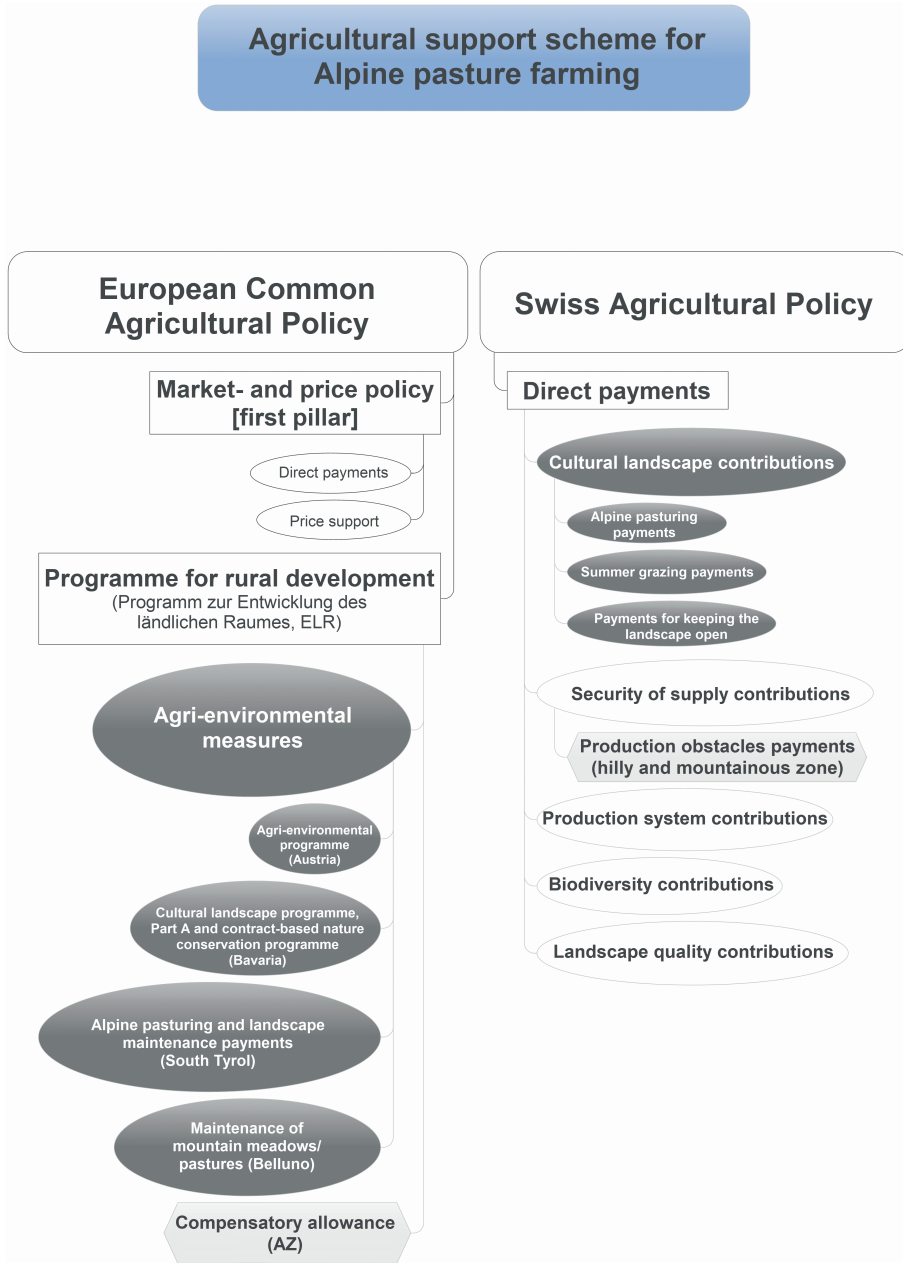 Agricultural support scheme for
Alpine pasture farming
European Common
Agricultural Policy
Market- and price policy
[first pillar]
Direct payments
Price support
Programme for rural development
(Programm zur Entwicklung des
ländlichen Raumes, ELR)
Agri-environmental
measures
Agri-environmental
programme
(Austria)
Cultural landscape programme,
Part A and contract-based nature
conservation programme
(Bavaria)
Alpine pasturing and landscape
maintenance payments
(South Tyrol)
Maintenance of
mountain meadows/
pastures (Belluno)
Compensatory allowance
(AZ)
Swiss Agricultural Policy
Direct payments
Cultural landscape contributions
Alpine pasturing
payments
Summer grazing payments
Payments for keeping the
landscape open
Security of supply contributions
Production obstacles payments
(hilly and mountainous zone)
Production system contributions
Biodiversity contributions
Landscape quality contributions